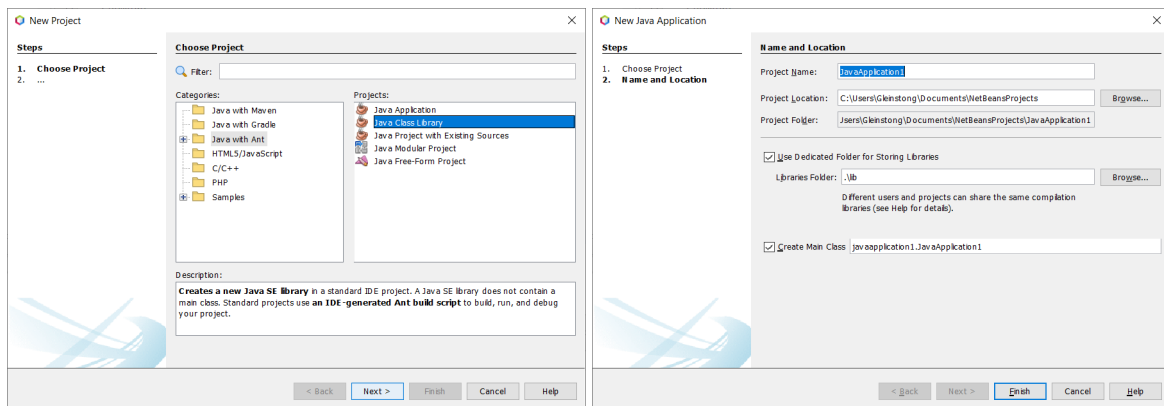 New Project
Steps
1. Choose Project
2. ...
Choose Project
Filter:
Categories:
Java with Maven
Java with Gradle
Java with Ant
HTML5/JavaScript
C/C++
PHP
Samples
Projects:
Java Application
Java Class Library
Java Project with Existing Sources
Java Modular Project
Java Free-Form Project
Description:
Creates a new Java SE library in a standard IDE project. A Java SE library does not contain a
main class. Standard projects use an IDE-generated Ant build script to build, run, and debug
your project.
< Back Next > Finish Cancel Help
New Java Application
Steps
1. Choose Project
2. Name and Location
Name and Location
Project Name: JavaApplication1
Project Location: C:\Users\Gleinstong\Documents\NetBeansProjects Browse...
Project Folder: Jsers\Gleinstong\Documents\NetBeansProjects\JavaApplication1
Use Dedicated Folder for Storing Libraries
Libraries Folder: .\lib Browse...
Different users and projects can share the same compilation
libraries (see Help for details).
Create Main Class javaapplication1.JavaApplication1
< Back Next > Finish Cancel Help